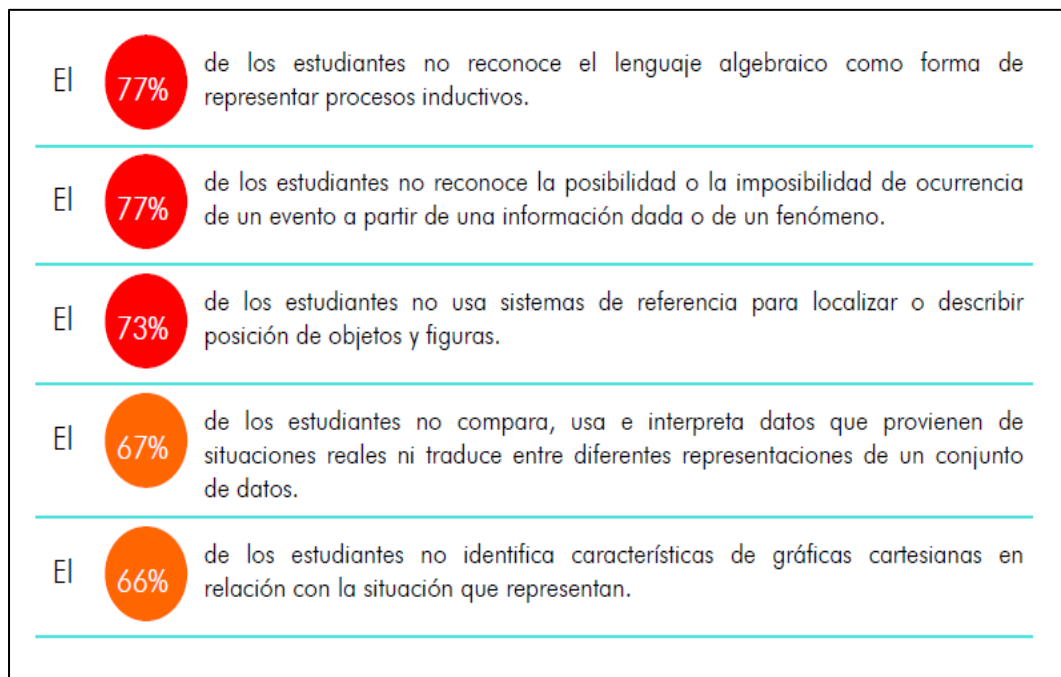 El 77% de los estudiantes no reconoce el lenguaje algebraico como forma de
representar procesos inductivos.
El 77% de los estudiantes no reconoce la posibilidad o la imposibilidad de ocurrencia
de un evento a partir de una información dada o de un fenómeno.
El 73% de los estudiantes no usa sistemas de referencia para localizar o describir
posición de objetos y figuras.
El 67% de los estudiantes no compara, usa e interpreta datos que provienen de
situaciones reales ni traduce entre diferentes representaciones de un conjunto
de datos.
El 66% de los estudiantes no identifica características de gráficas cartesianas en
relación con la situación que representan.